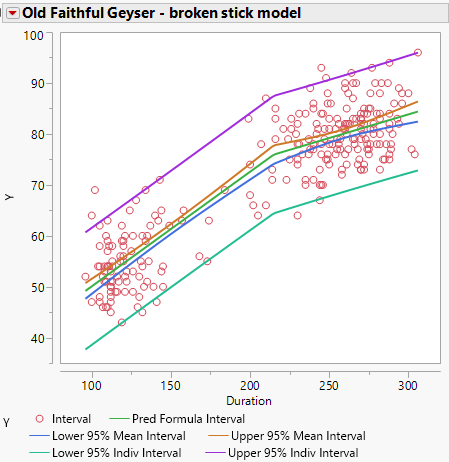 Old Faithful Geyser - broken stick model
100
90
80
70
60
50
40
Y
100 150 200 250 300
Duration
Y Interval Pred Formula Interval
Lower 95% Mean Interval Upper 95% Mean Interval
Lower 95% Indiv Interval Upper 95% Indiv Interval